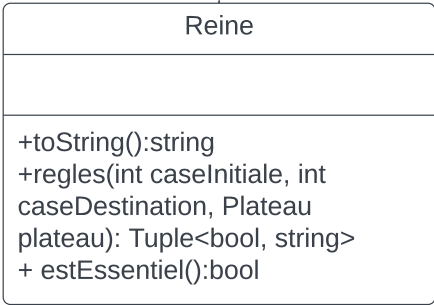 Reine
+toString():string
+regles(int caseInitiale, int
caseDestination, Plateau
plateau): Tuple<bool, string>
+ estEssentiel():bool